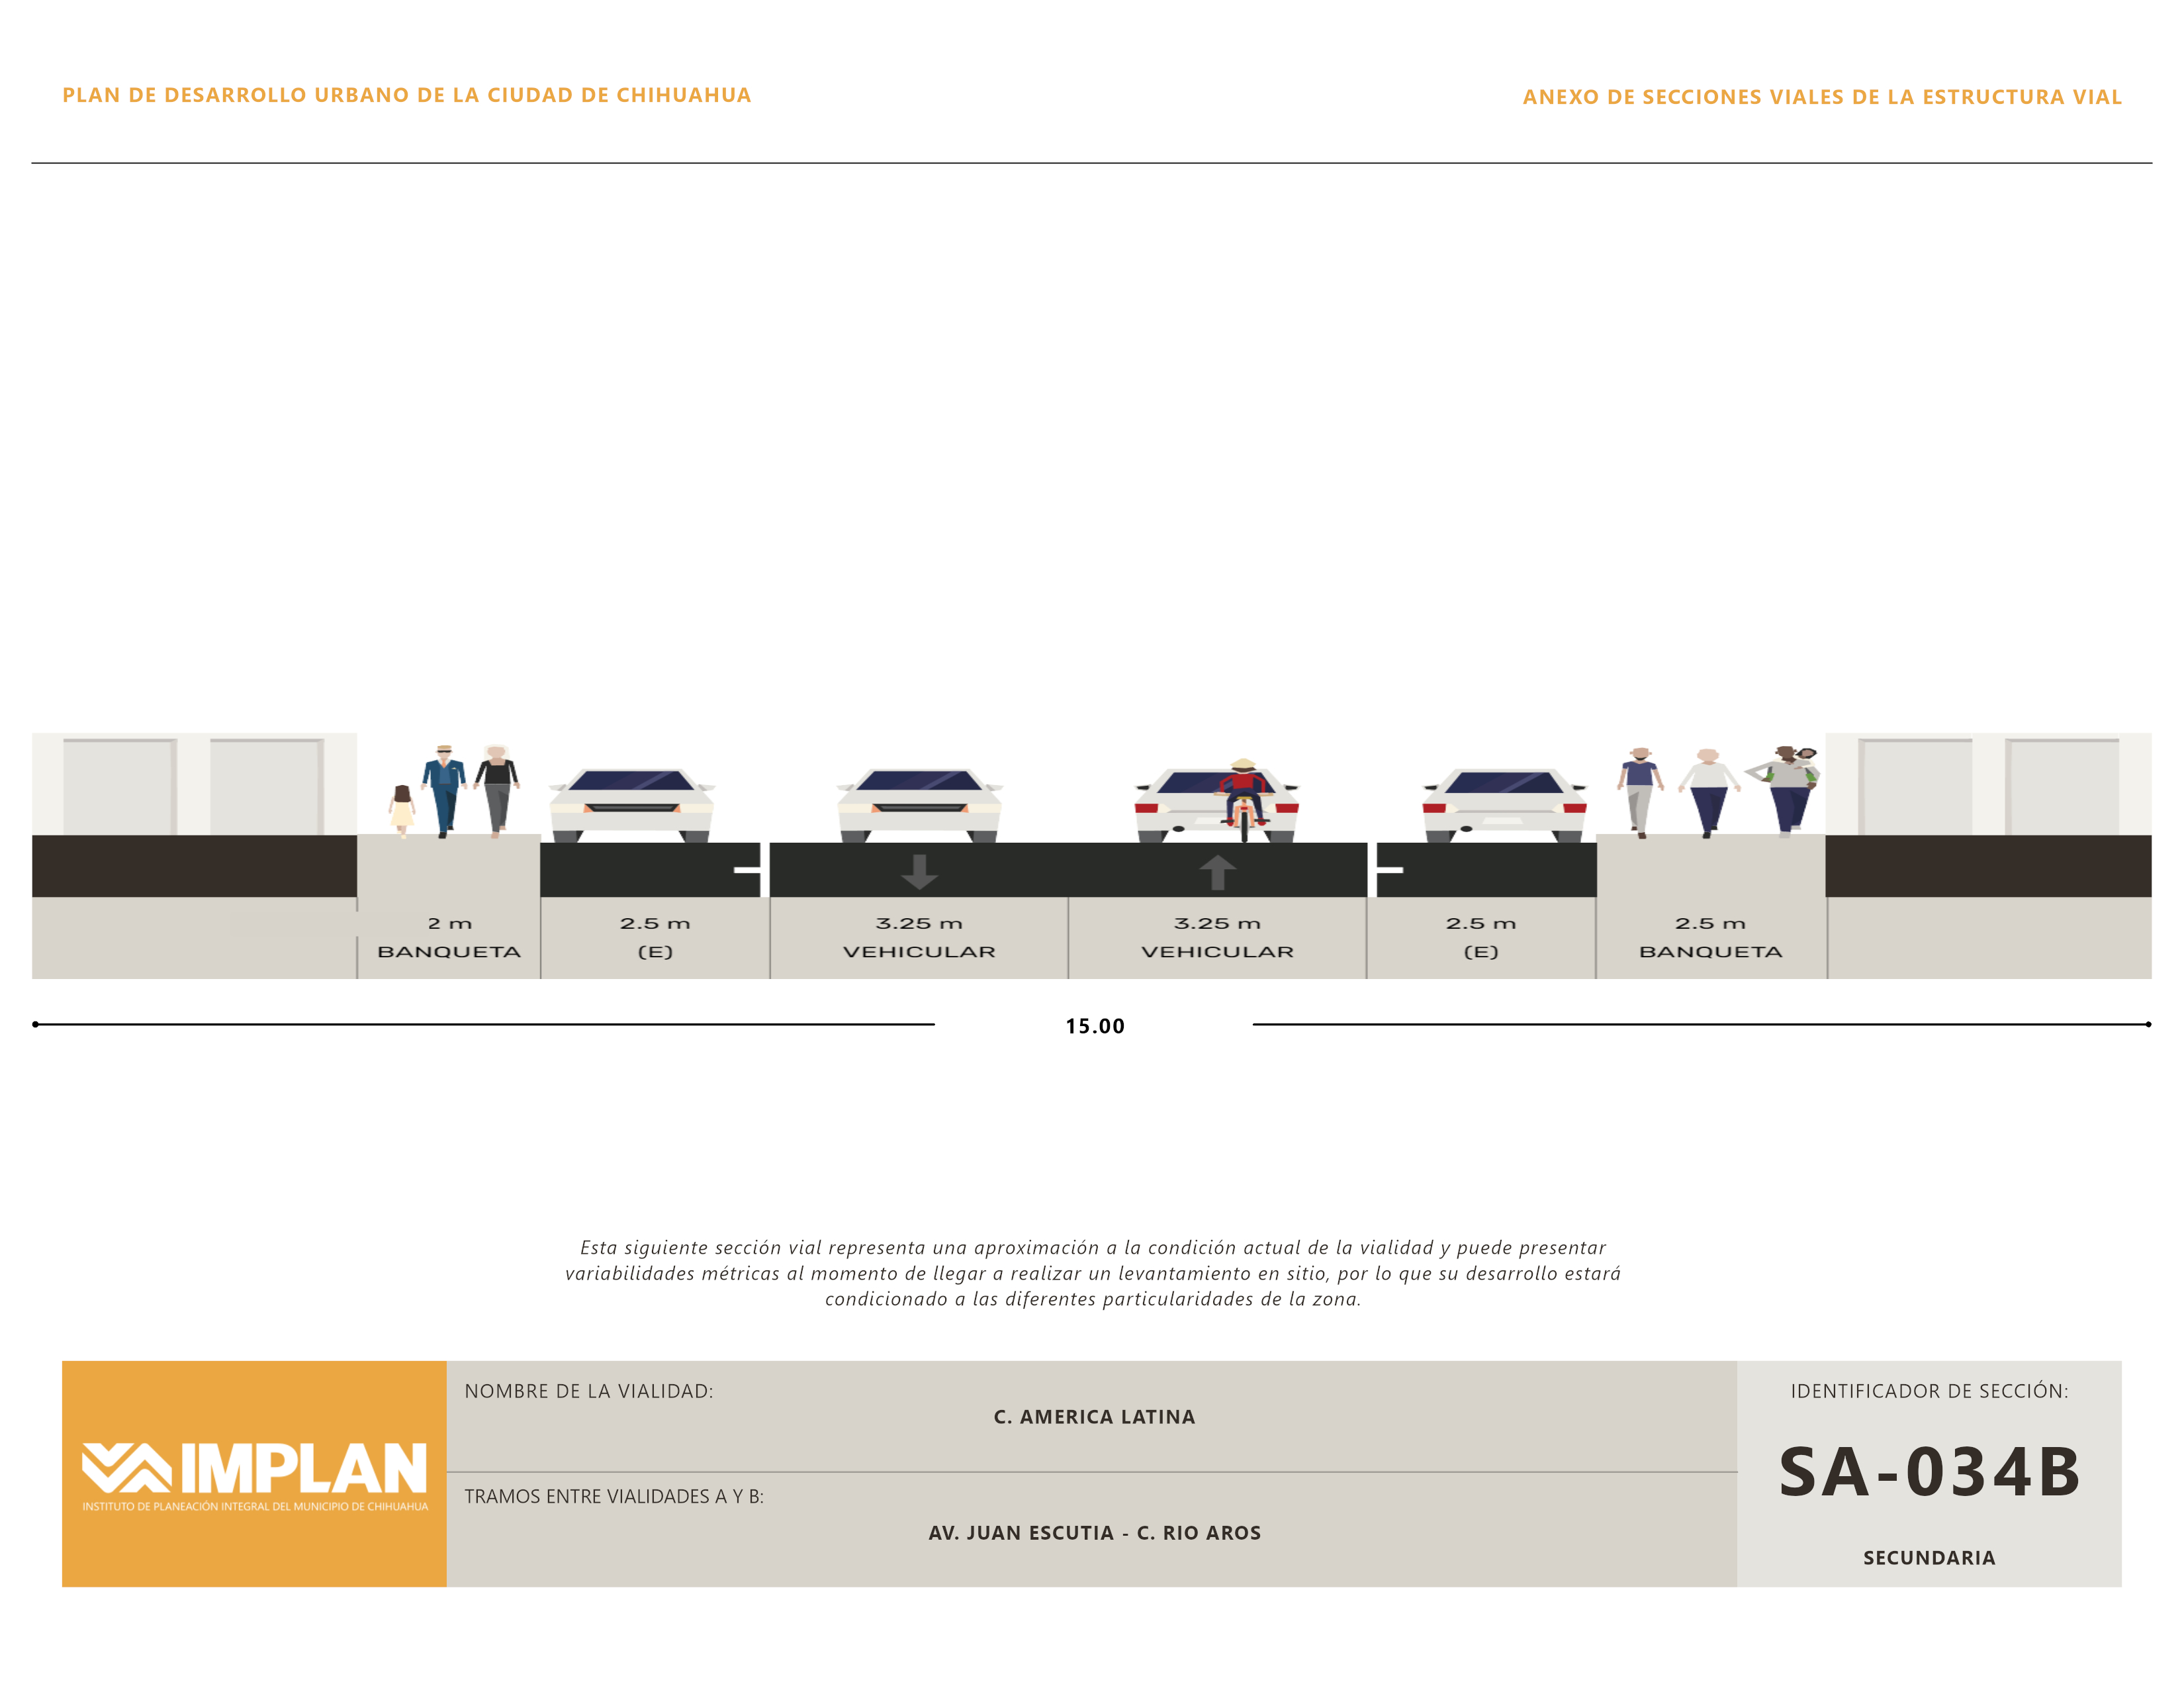 PLAN DE DESARROLLO URBANO DE LA CIUDAD DE CHIHUAHUA
ANEXO DE SECCIONES VIALES DE LA ESTRUCTURA VIAL
2 m
BANQUETA
2.5 m
(E)
3.25 m
VEHICULAR
3.25 m
VEHICULAR
2.5 m
(E)
2.5 m
BANQUETA
15.00
Esta siguiente sección vial representa una aproximación a la condición actual de la vialidad y puede presentar
variabilidades métricas al momento de llegar a realizar un levantamiento en sitio, por lo que su desarrollo estará
condicionado a las diferentes particularidades de la zona.
IMPLAN
INSTITUTO DE PLANEACIÓN INTEGRAL DEL MUNICIPIO DE CHIHUAHUA
NOMBRE DE LA VIALIDAD:
C. AMERICA LATINA
TRAMOS ENTRE VIALIDADES A Y B:
AV. JUAN ESCUTIA - C. RIO AROS
IDENTIFICADOR DE SECCIÓN:
SA-034B
SECUNDARIA